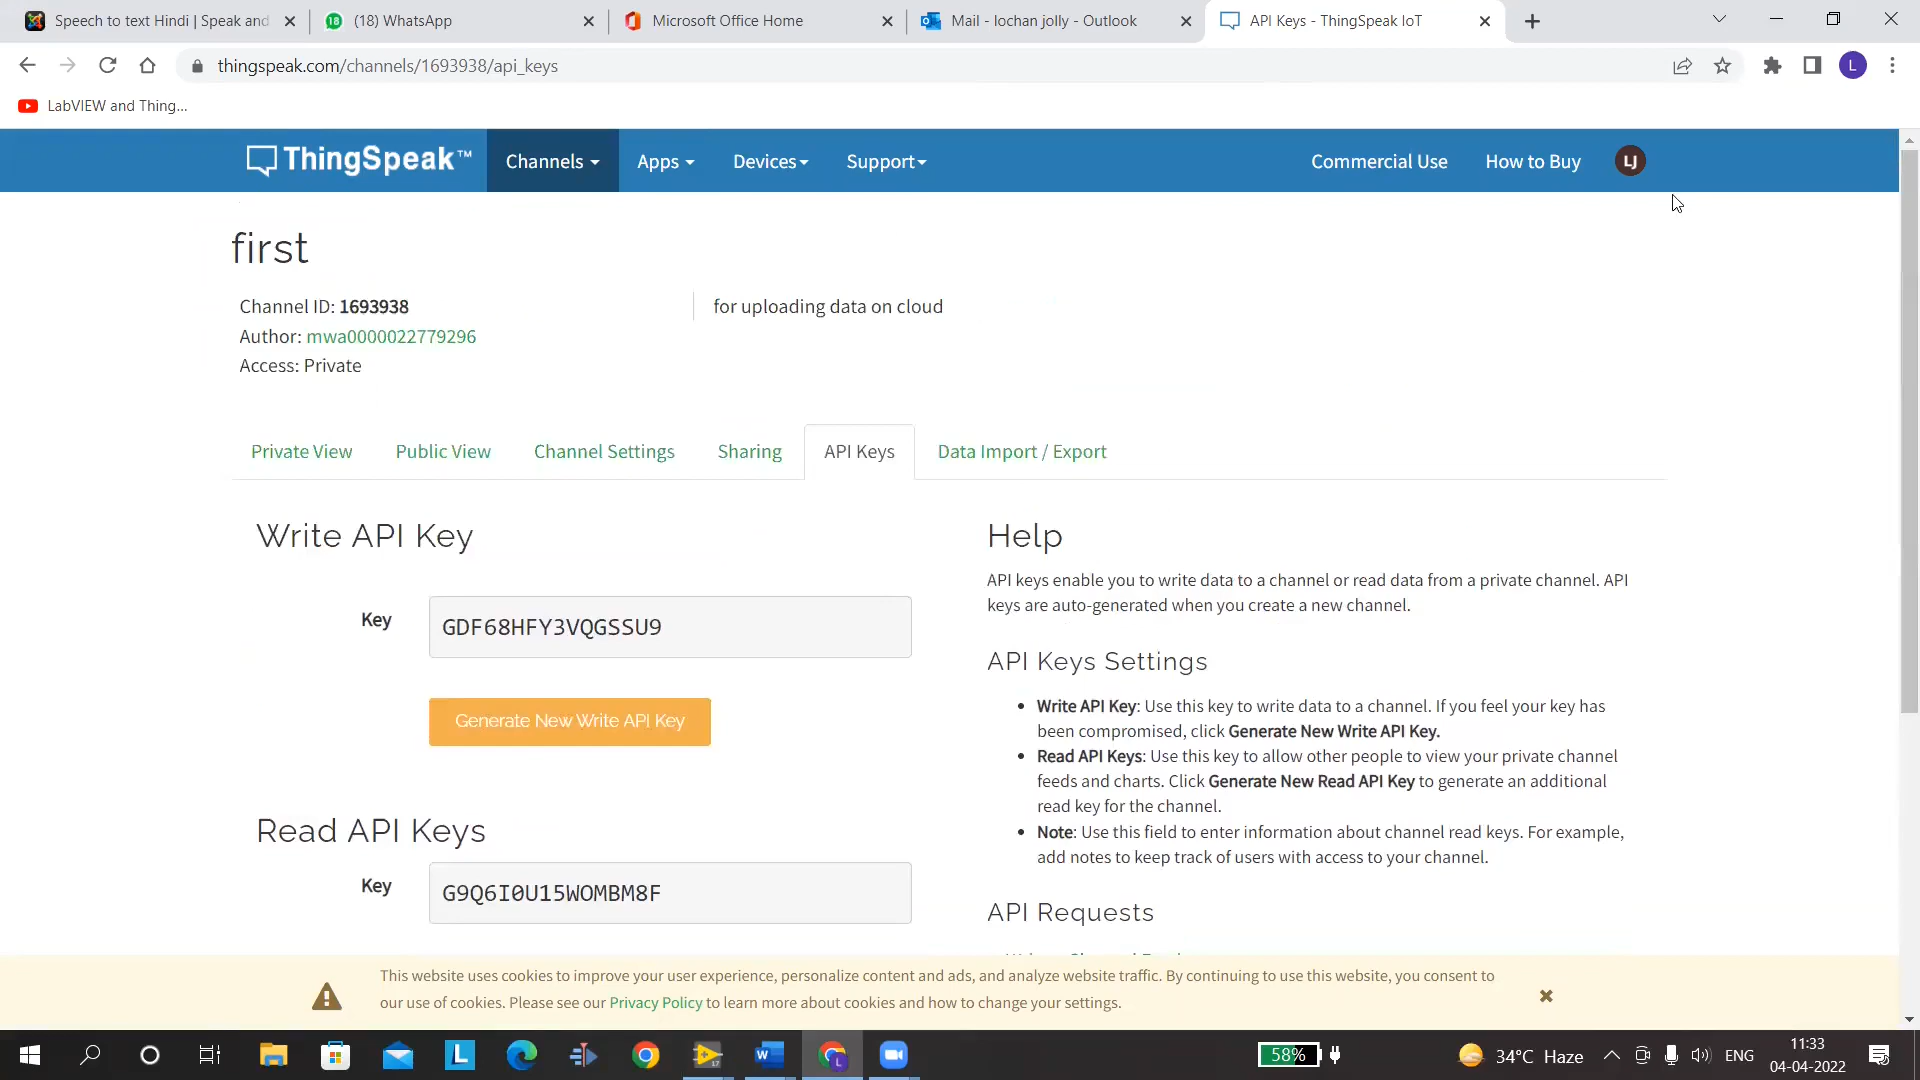 Speech to text Hindi | Speak and
(18) WhatsApp
Microsoft Office Home
Mail - lochan jolly - Outlook
API Keys - ThingSpeak IoT
thingspeak.com/channels/1693938/api_keys
L
LabVIEW and Thing...
ThingSpeak™
Channels
Apps
Devices
Support
Commercial Use
How to Buy
LJ
first
Channel ID: 1693938
Author: mwa0000022779296
Access: Private
for uploading data on cloud
Private View
Public View
Channel Settings
Sharing
API Keys
Data Import / Export
Write API Key
Key
GDF68HFY3VQGSSU9
Generate New Write API Key
Read API Keys
Key
G9Q6I0U15WOMBM8F
Help
API keys enable you to write data to a channel or read data from a private channel. API
keys are auto-generated when you create a new channel.
API Keys Settings
Write API Key: Use this key to write data to a channel. If you feel your key has
been compromised, click Generate New Write API Key.
Read API Keys: Use this key to allow other people to view your private channel
feeds and charts. Click Generate New Read API Key to generate an additional
read key for the channel.
Note: Use this field to enter information about channel read keys. For example,
add notes to keep track of users with access to your channel.
API Requests
This website uses cookies to improve your user experience, personalize content and ads, and analyze website traffic. By continuing to use this website, you consent to
our use of cookies. Please see our Privacy Policy to learn more about cookies and how to change your settings.
58%
34°C Haze
ENG
11:33
04-04-2022